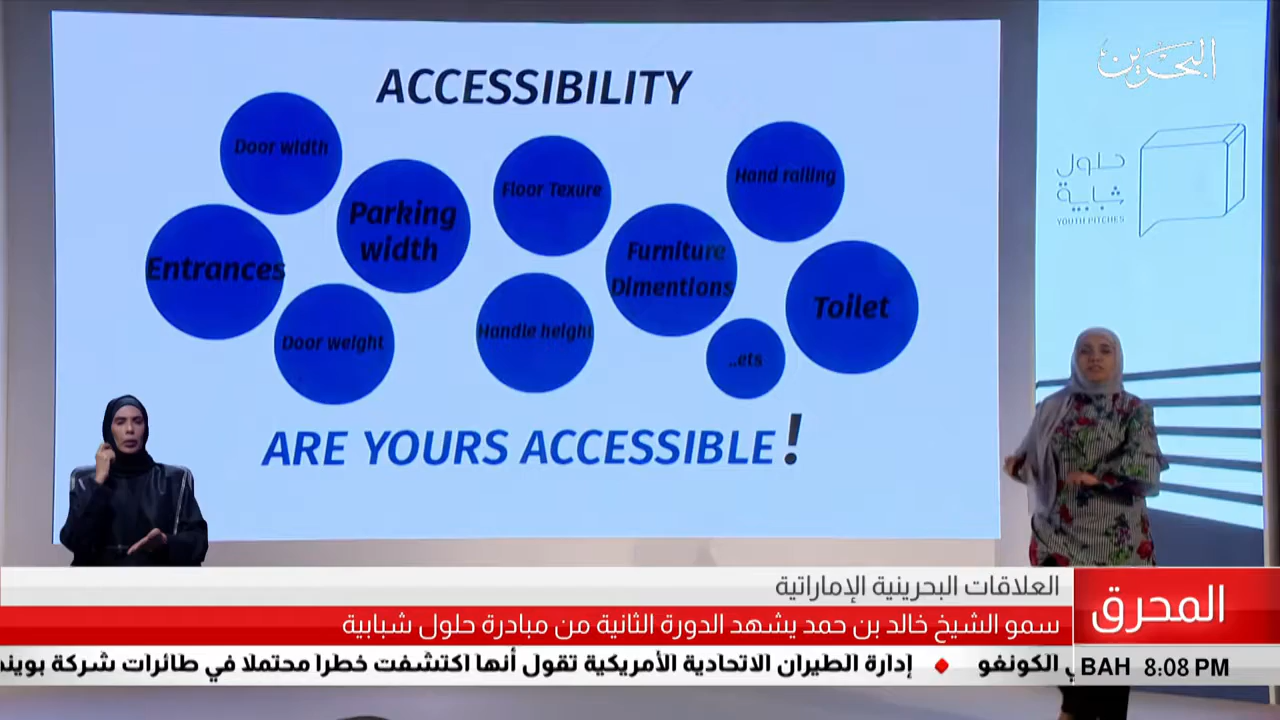 البحرين
ACCESSIBILITY
Door width
Parking
width
Floor Texure
Hand railing
Entrances
Furniture
Dimentions
Toilet
Door weight
Handle height
..ets
ARE YOURS ACCESSIBLE!
حلول
شبابية
YOUTH PITCHES
العلاقات البحرينية الإماراتية
المحرق
سمو الشيخ خالد بن حمد يشهد الدورة الثانية من مبادرة حلول شبابية
الكونغو ♦ إدارة الطيران الاتحادية الأمريكية تقول أنها اكتشفت خطرا محتملا في طائرات شركة
BAH 8:08 PM